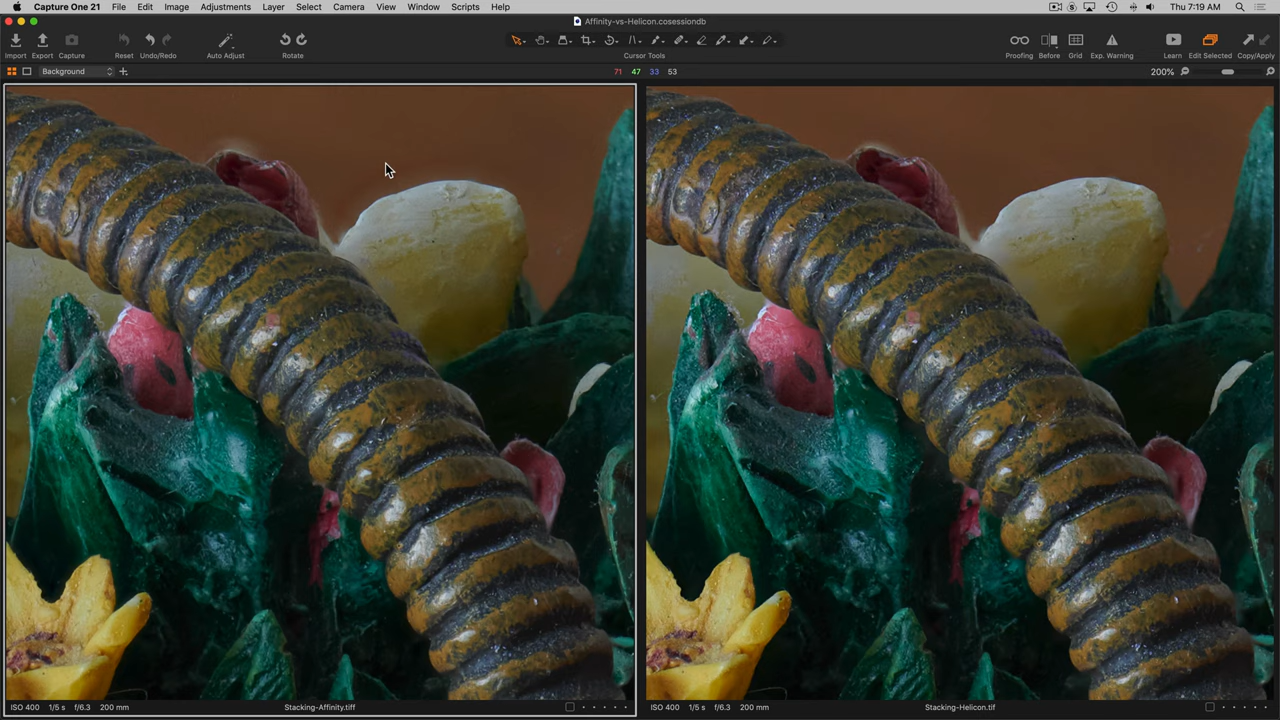 Capture One 21 File Edit Image Adjustments Layer Select Camera View Window Scripts Help Thu 7:19 AM
Affinity-vs-Helicon.cosessiondb
Import Export Capture Reset Undo/Redo Auto Adjust Rotate Cursor Tools Proofing Before Grid Exp. Warning Learn Edit Selected Copy/Apply
Background 71 47 33 53 200%
ISO 400 1/5 s f/6.3 200 mm Stacking-Affinity.tiff ISO 400 1/5 s f/6.3 200 mm Stacking-Helicon.tif